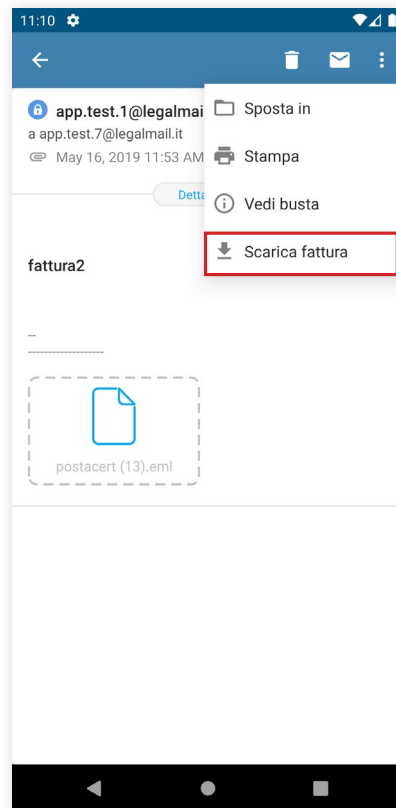 11:10
app.test.1@legalmai
a app.test.7@legalmail.it
May 16, 2019 11:53 AM
Detta
Sposta in
Stampa
Vedi busta
Scarica fattura
fattura2
--
-------------------
postacert (13).eml